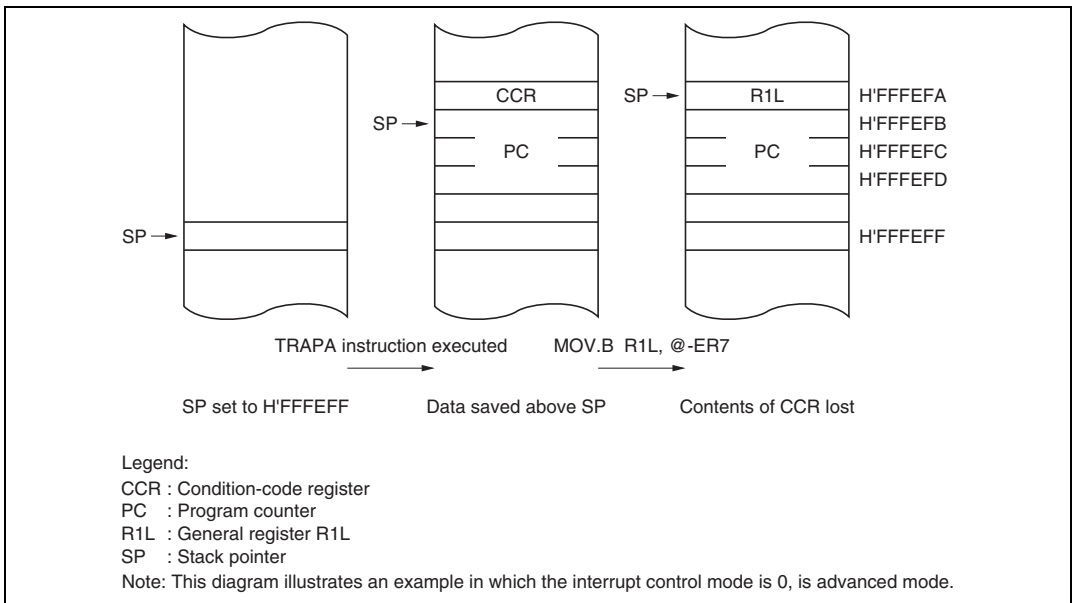 CCR
SP
R1L
H'FFFEFA
SP
H'FFFEFB
PC
PC
H'FFFEFC
H'FFFEFD
SP
H'FFFEFF
TRAPA instruction executed
MOV.B R1L, @-ER7
SP set to H'FFFEFF
Data saved above SP
Contents of CCR lost
Legend:
CCR : Condition-code register
PC : Program counter
R1L : General register R1L
SP : Stack pointer
Note: This diagram illustrates an example in which the interrupt control mode is 0, is advanced mode.